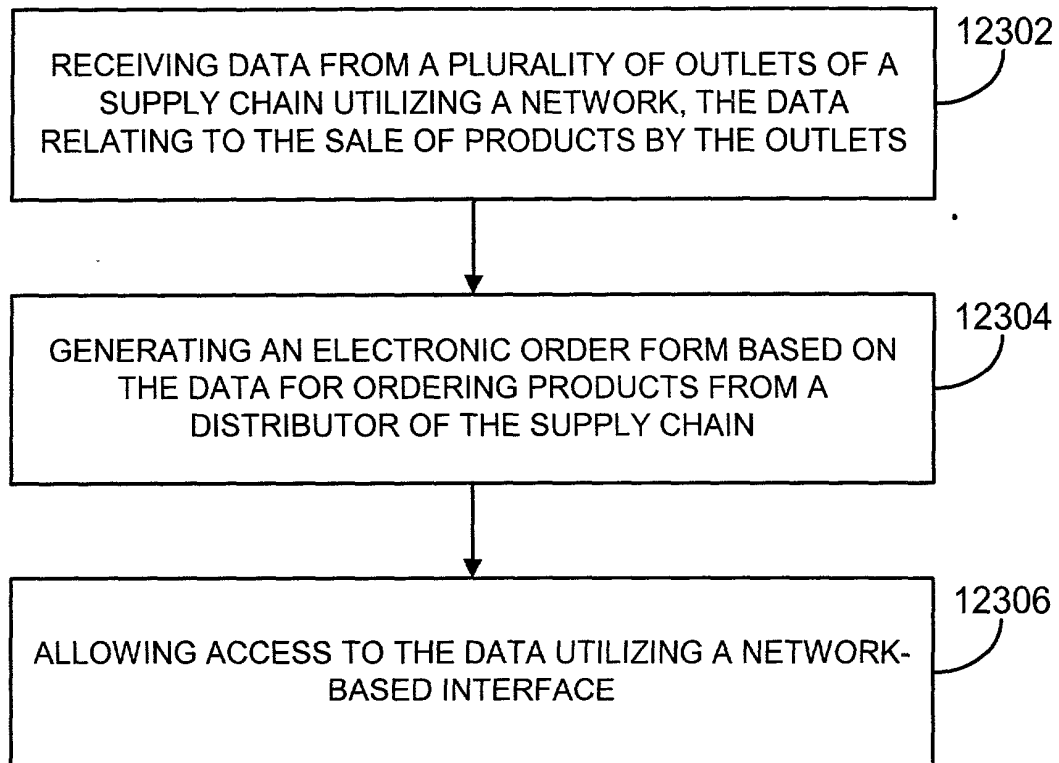 12302
RECEIVING DATA FROM A PLURALITY OF OUTLETS OF A
SUPPLY CHAIN UTILIZING A NETWORK, THE DATA
RELATING TO THE SALE OF PRODUCTS BY THE OUTLETS
12304
GENERATING AN ELECTRONIC ORDER FORM BASED ON
THE DATA FOR ORDERING PRODUCTS FROM A
DISTRIBUTOR OF THE SUPPLY CHAIN
12306
ALLOWING ACCESS TO THE DATA UTILIZING A NETWORK-
BASED INTERFACE